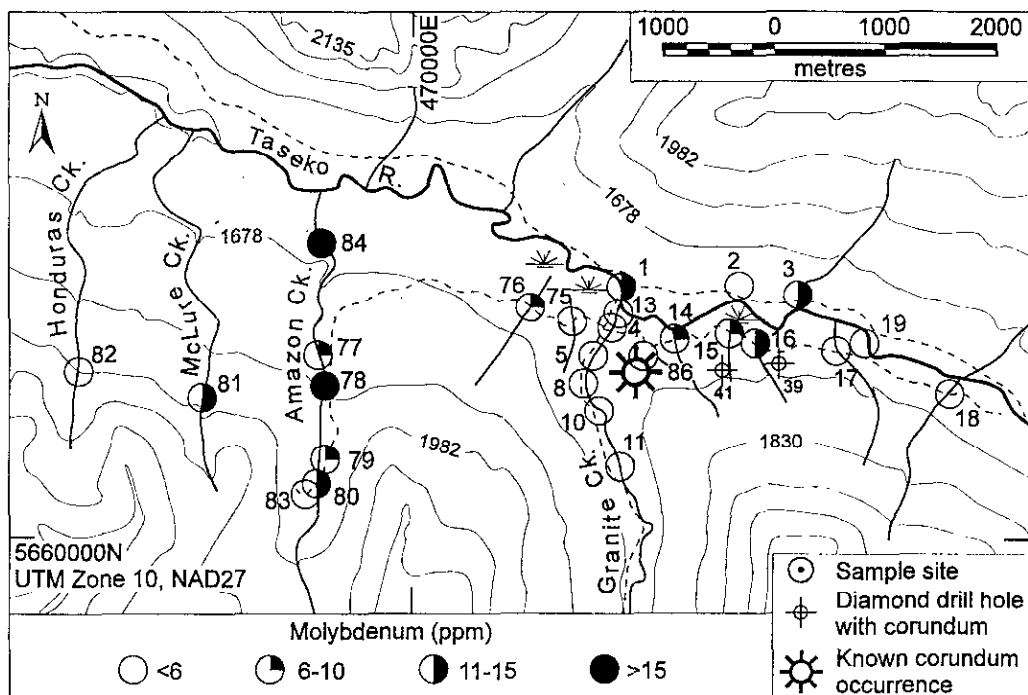 1000 0 1000 2000
metres
2135
4700000E
N
Taseko R.
1982
1678
Honduras Ck.
McLure Ck.
1678
Amazon Ck.
84
76
75
1
2
3
13
4
14
15
16
19
82
81
77
78
5
8
86
41
39
17
18
10
11
79
80
83
1982
1830
Granite Ck.
5660000N
UTM Zone 10, NAD27
Molybdenum (ppm)
<6 6-10 11-15 >15
Sample site
Diamond drill hole
with corundum
Known corundum
occurrence